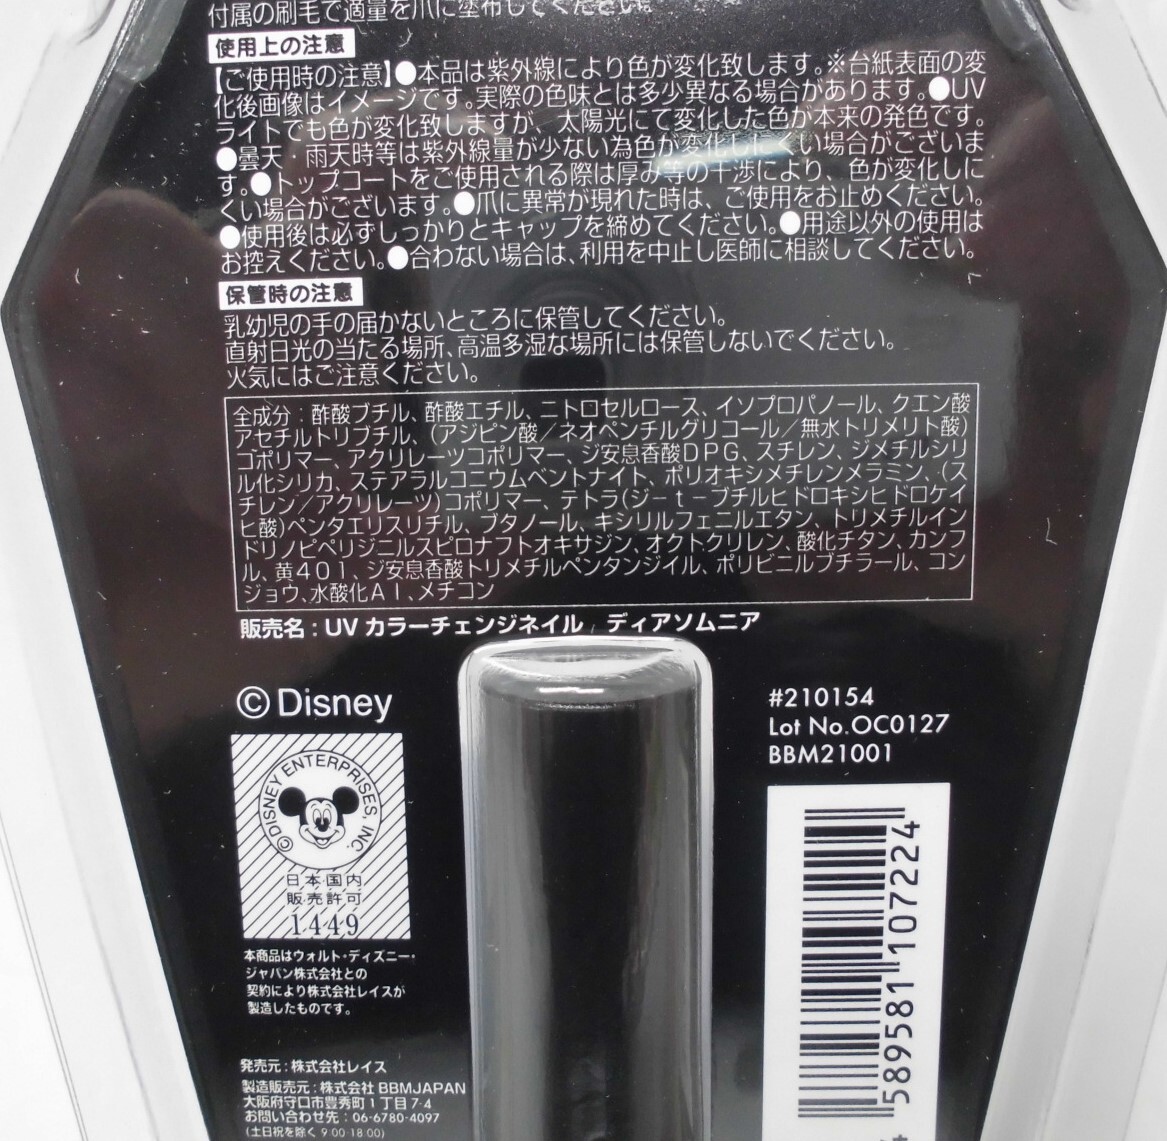 付属の刷毛で適量を爪に塗布してください。
使用上の注意
【ご使用時の注意】●本品は紫外線により色が変化致します。※台紙表面の変
化後画像はイメージです。実際の色味とは多少異なる場合があります。●UV
ライトでも色が変化致しますが、太陽光にて変化した色が本来の発色です。
●曇天・雨天時等は紫外線量が少ない為色が変化しにくい場合がございま
す。●トップコートをご使用される際は厚み等の干渉により、色が変化しに
くい場合がございます。●爪に異常が現れた時は、ご使用をお止めください。
●使用後は必ずしっかりとキャップを締めてください。●用途以外の使用は
お控えください。●合わない場合は、利用を中止し医師に相談してください。
保管時の注意
乳幼児の手の届かないところに保管してください。
直射日光の当たる場所、高温多湿な場所には保管しないでください。
火気にはご注意ください。
全成分：酢酸ブチル、酢酸エチル、ニトロセルロース、イソプロパノール、クエン酸
アセチルトリブチル、（アジピン酸／ネオペンチルグリコール／無水トリメリト酸）
コポリマー、アクリレーツコポリマー、ジ安息香酸DPG、スチレン、ジメチルシリ
ル化シリカ、ステアラルコニウムベントナイト、ポリオキシメチレンメラミン、（ス
チレン／アクリレーツ）コポリマー、テトラ（ジ－ｔ－ブチルヒドロキシヒドロケイ
ヒ酸）ペンタエリスリチル、ブタノール、キシリルフェニルエタン、トリメチルイン
ドリノピペリジニルスピロナフトオキサジン、オクトクリレン、酸化チタン、カンフ
ル、黄401、ジ安息香酸トリメチルペンタンジイル、ポリビニルブチラール、コン
ジョウ、水酸化Al、メチコン
販売名：UV カラーチェンジネイル ディアソムニア
©Disney
©DISNEY ENTERPRISES, INC.
日本国内
販売許可
1449
本商品はウォルト・ディズニー・
ジャパン株式会社との
契約により株式会社レイスが
製造したものです。
発売元：株式会社レイス
製造販売元：株式会社 BBMJAPAN
大阪府守口市豊秀町1丁目7-4
お問い合わせ先：06-6780-4097
(土日祝を除く 9:00-18:00)
#210154
Lot No.OC0127
BBM21001
589581 107224